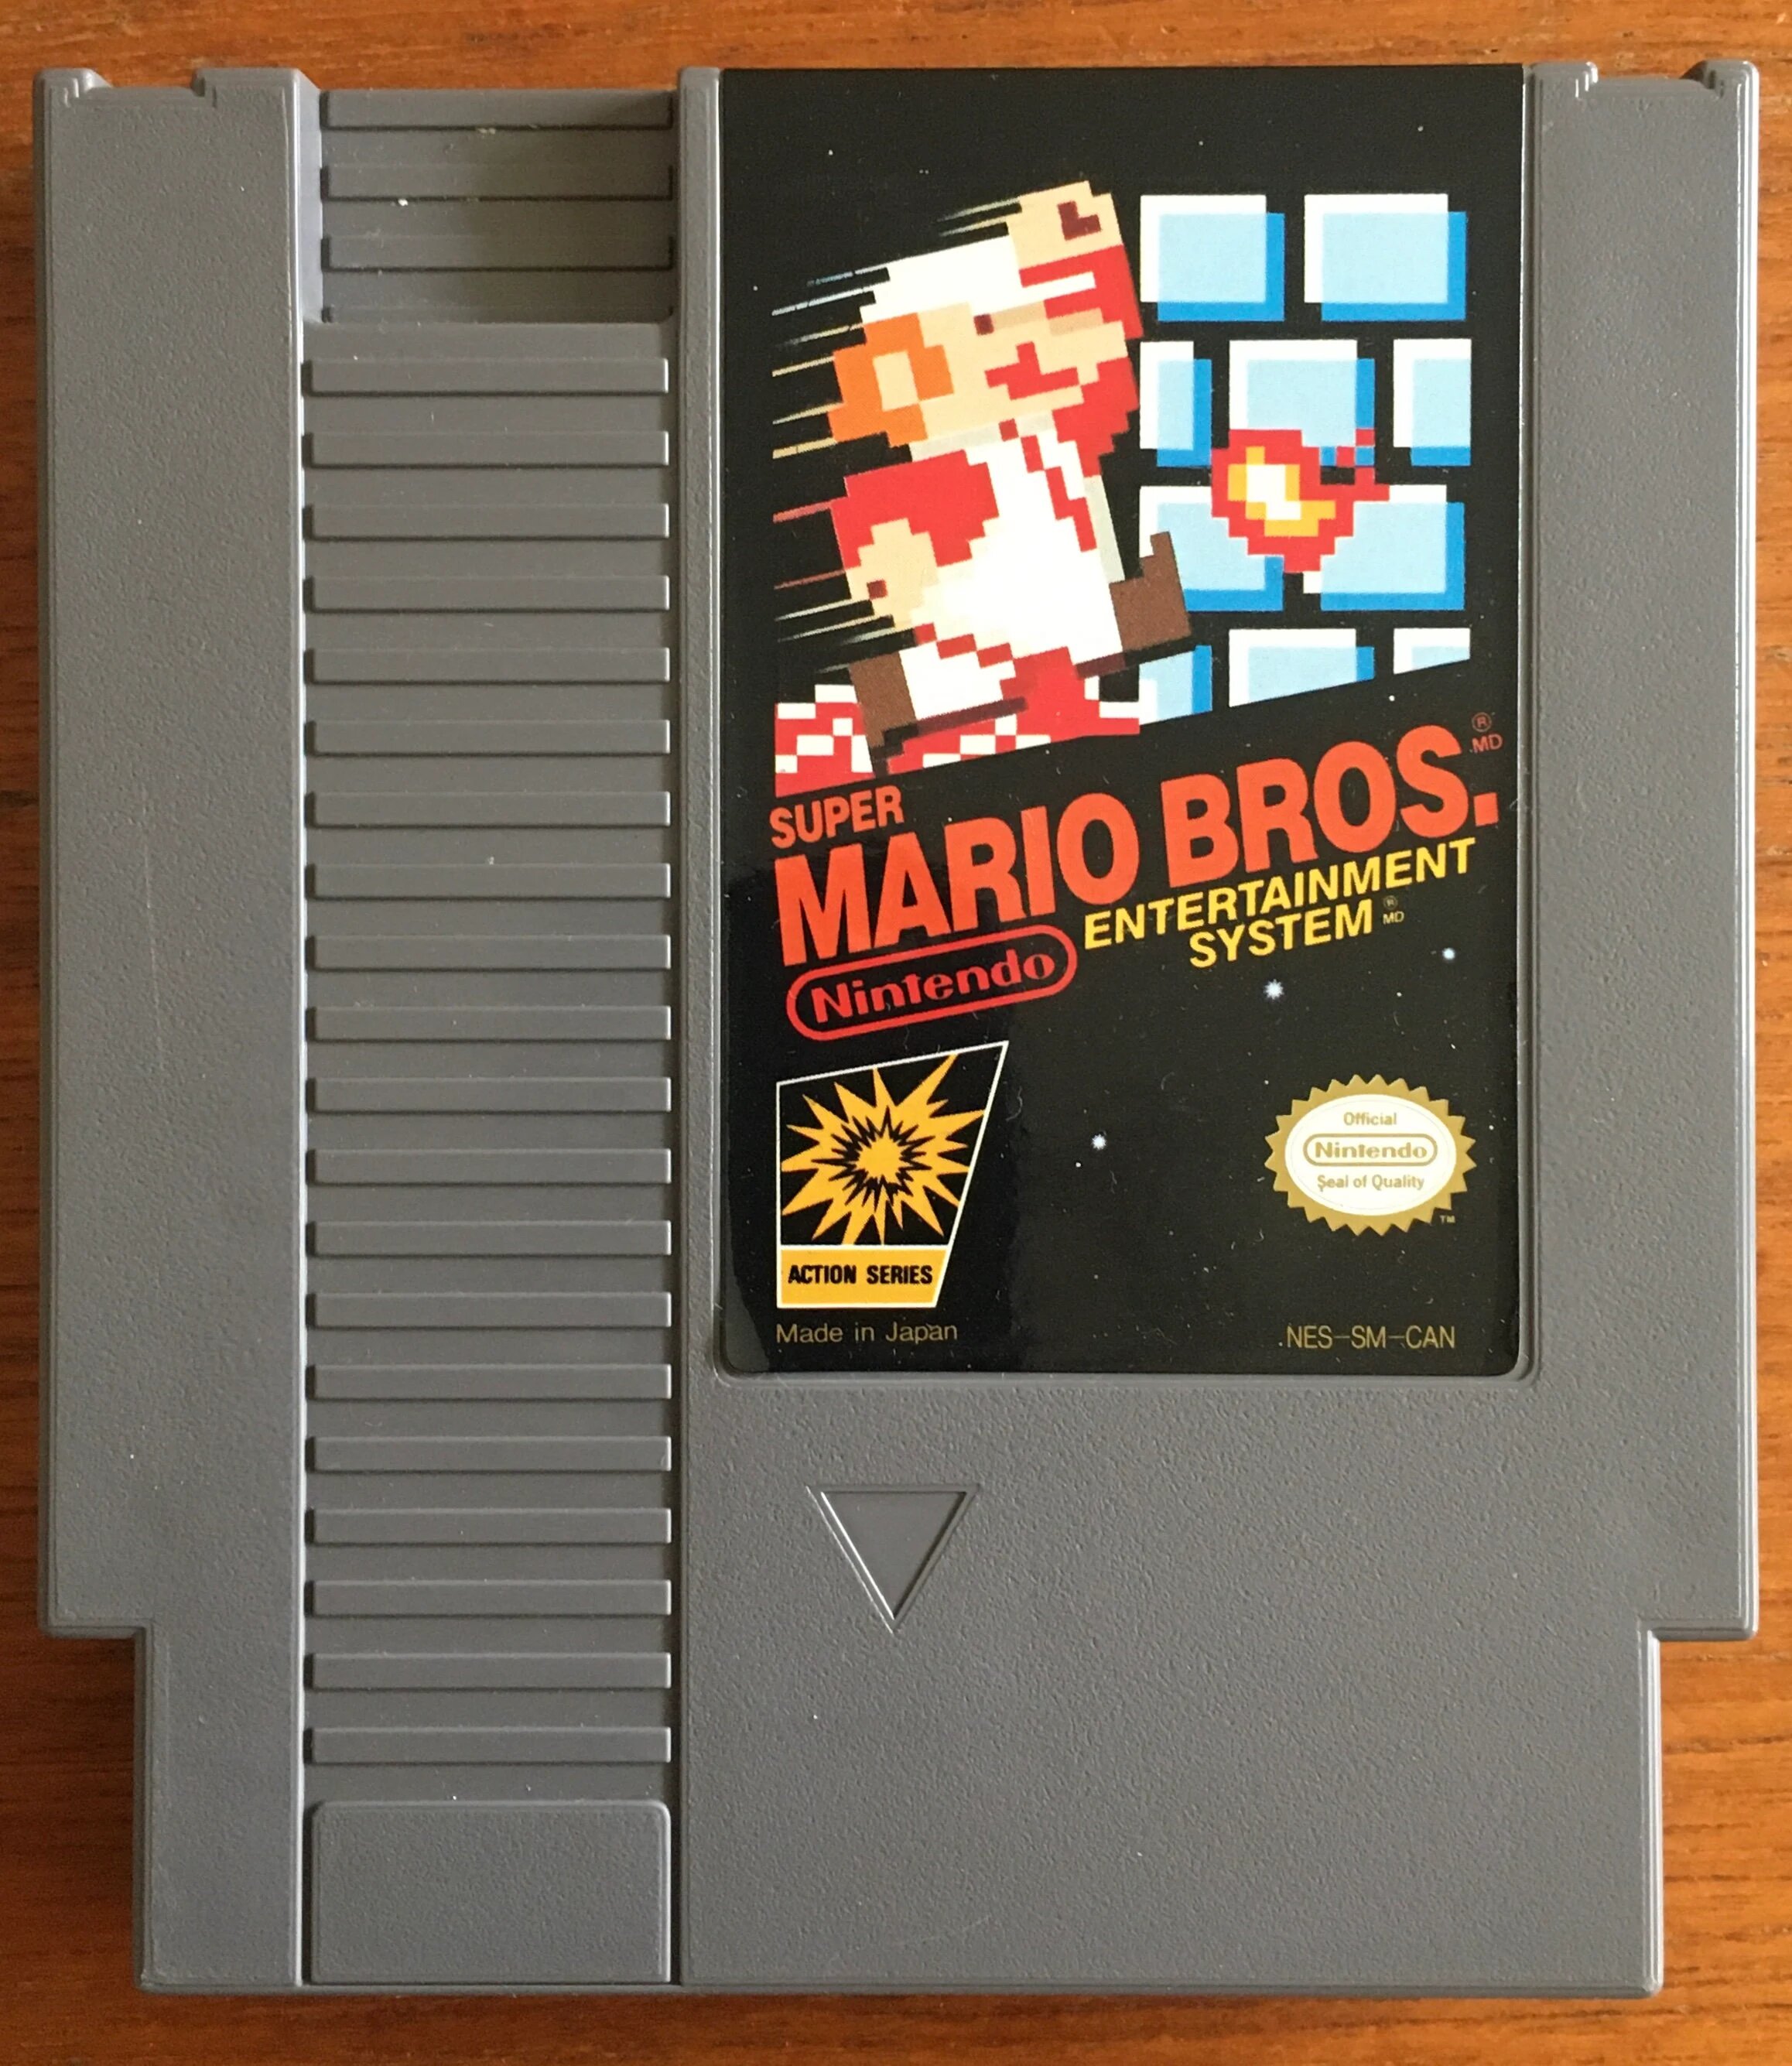 ® MD
SUPER
MARIO BROS.
ENTERTAINMENT
SYSTEM ® MD
Nintendo
Official
Nintendo
Seal of Quality
TM
ACTION SERIES
Made in Japan
NES-SM-CAN